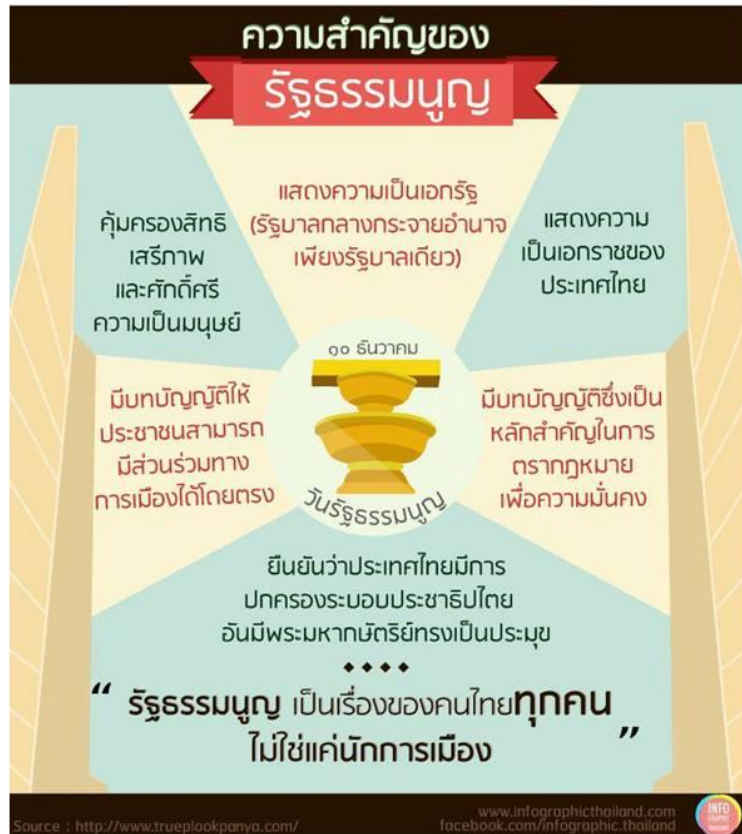 ความสำคัญของ
รัฐธรรมนูญ
แสดงความเป็นเอกรัฐ
(รัฐบาลกลางกระจายอำนาจ
เพียงรัฐบาลเดียว)
คุ้มครองสิทธิ
เสรีภาพ
และศักดิ์ศรี
ความเป็นมนุษย์
แสดงความ
เป็นเอกราชของ
ประเทศไทย
๑๐ ธันวาคม
วันรัฐธรรมนูญ
มีบทบัญญัติให้
ประชาชนสามารถ
มีส่วนร่วมทาง
การเมืองได้โดยตรง
มีบทบัญญัติซึ่งเป็น
หลักสำคัญในการ
ตรากฎหมาย
เพื่อความมั่นคง
ยืนยันว่าประเทศไทยมีการ
ปกครองระบอบประชาธิปไตย
อันมีพระมหากษัตริย์ทรงเป็นประมุข
“ รัฐธรรมนูญ เป็นเรื่องของคนไทยทุกคน
ไม่ใช่แค่นักการเมือง ”
Source : http://www.trueplookpanya.com/
www.infographicthailand.com
facebook.com/infographic.thailand
INFO